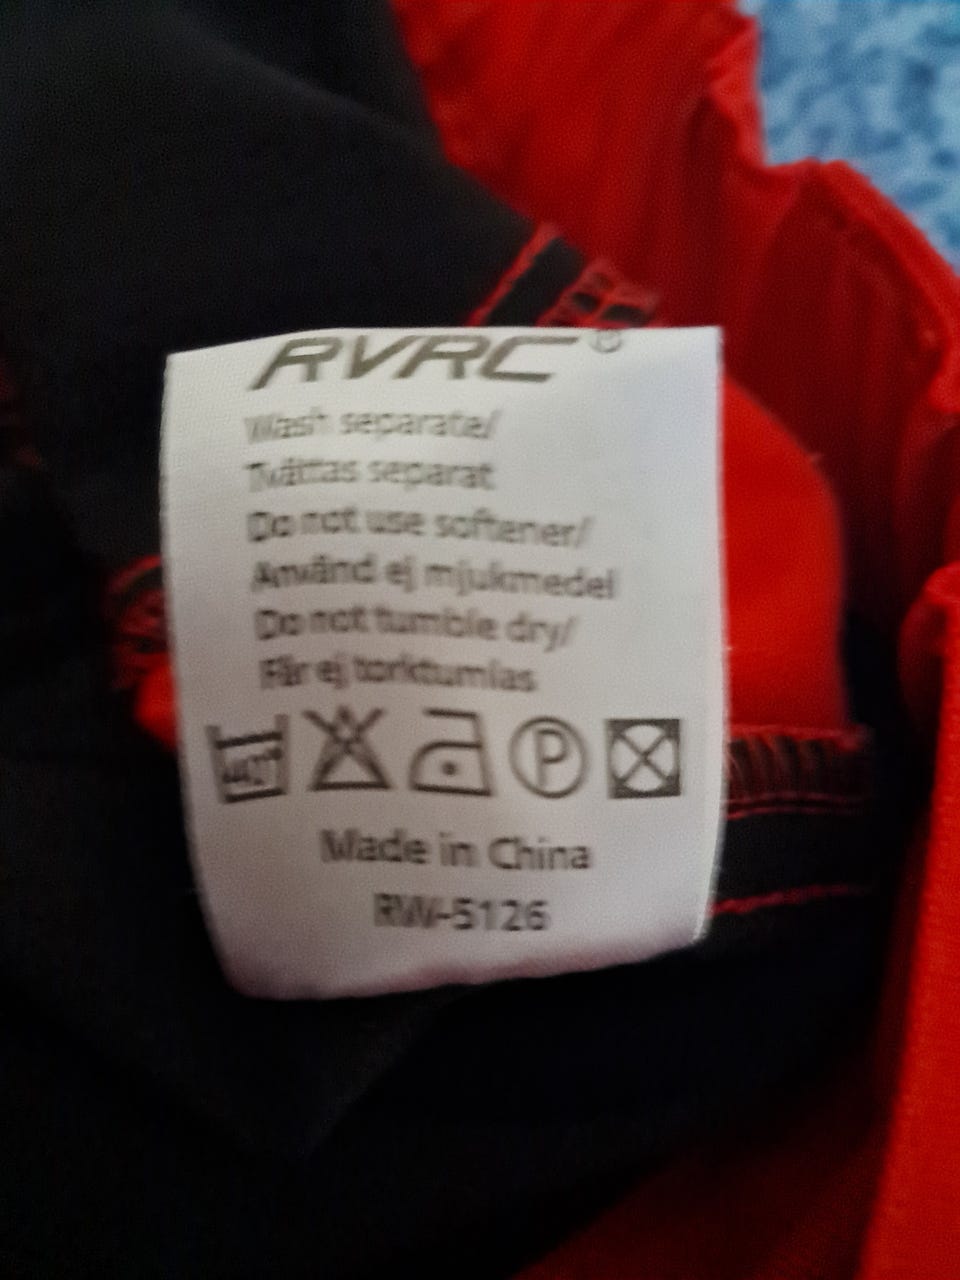 RVRC®
Wash separate/
Tvättas separat
Do not use softener/
Använd ej mjukmedel
Do not tumble dry/
Får ej torktumlas
40°
P
Made in China
RW-5126